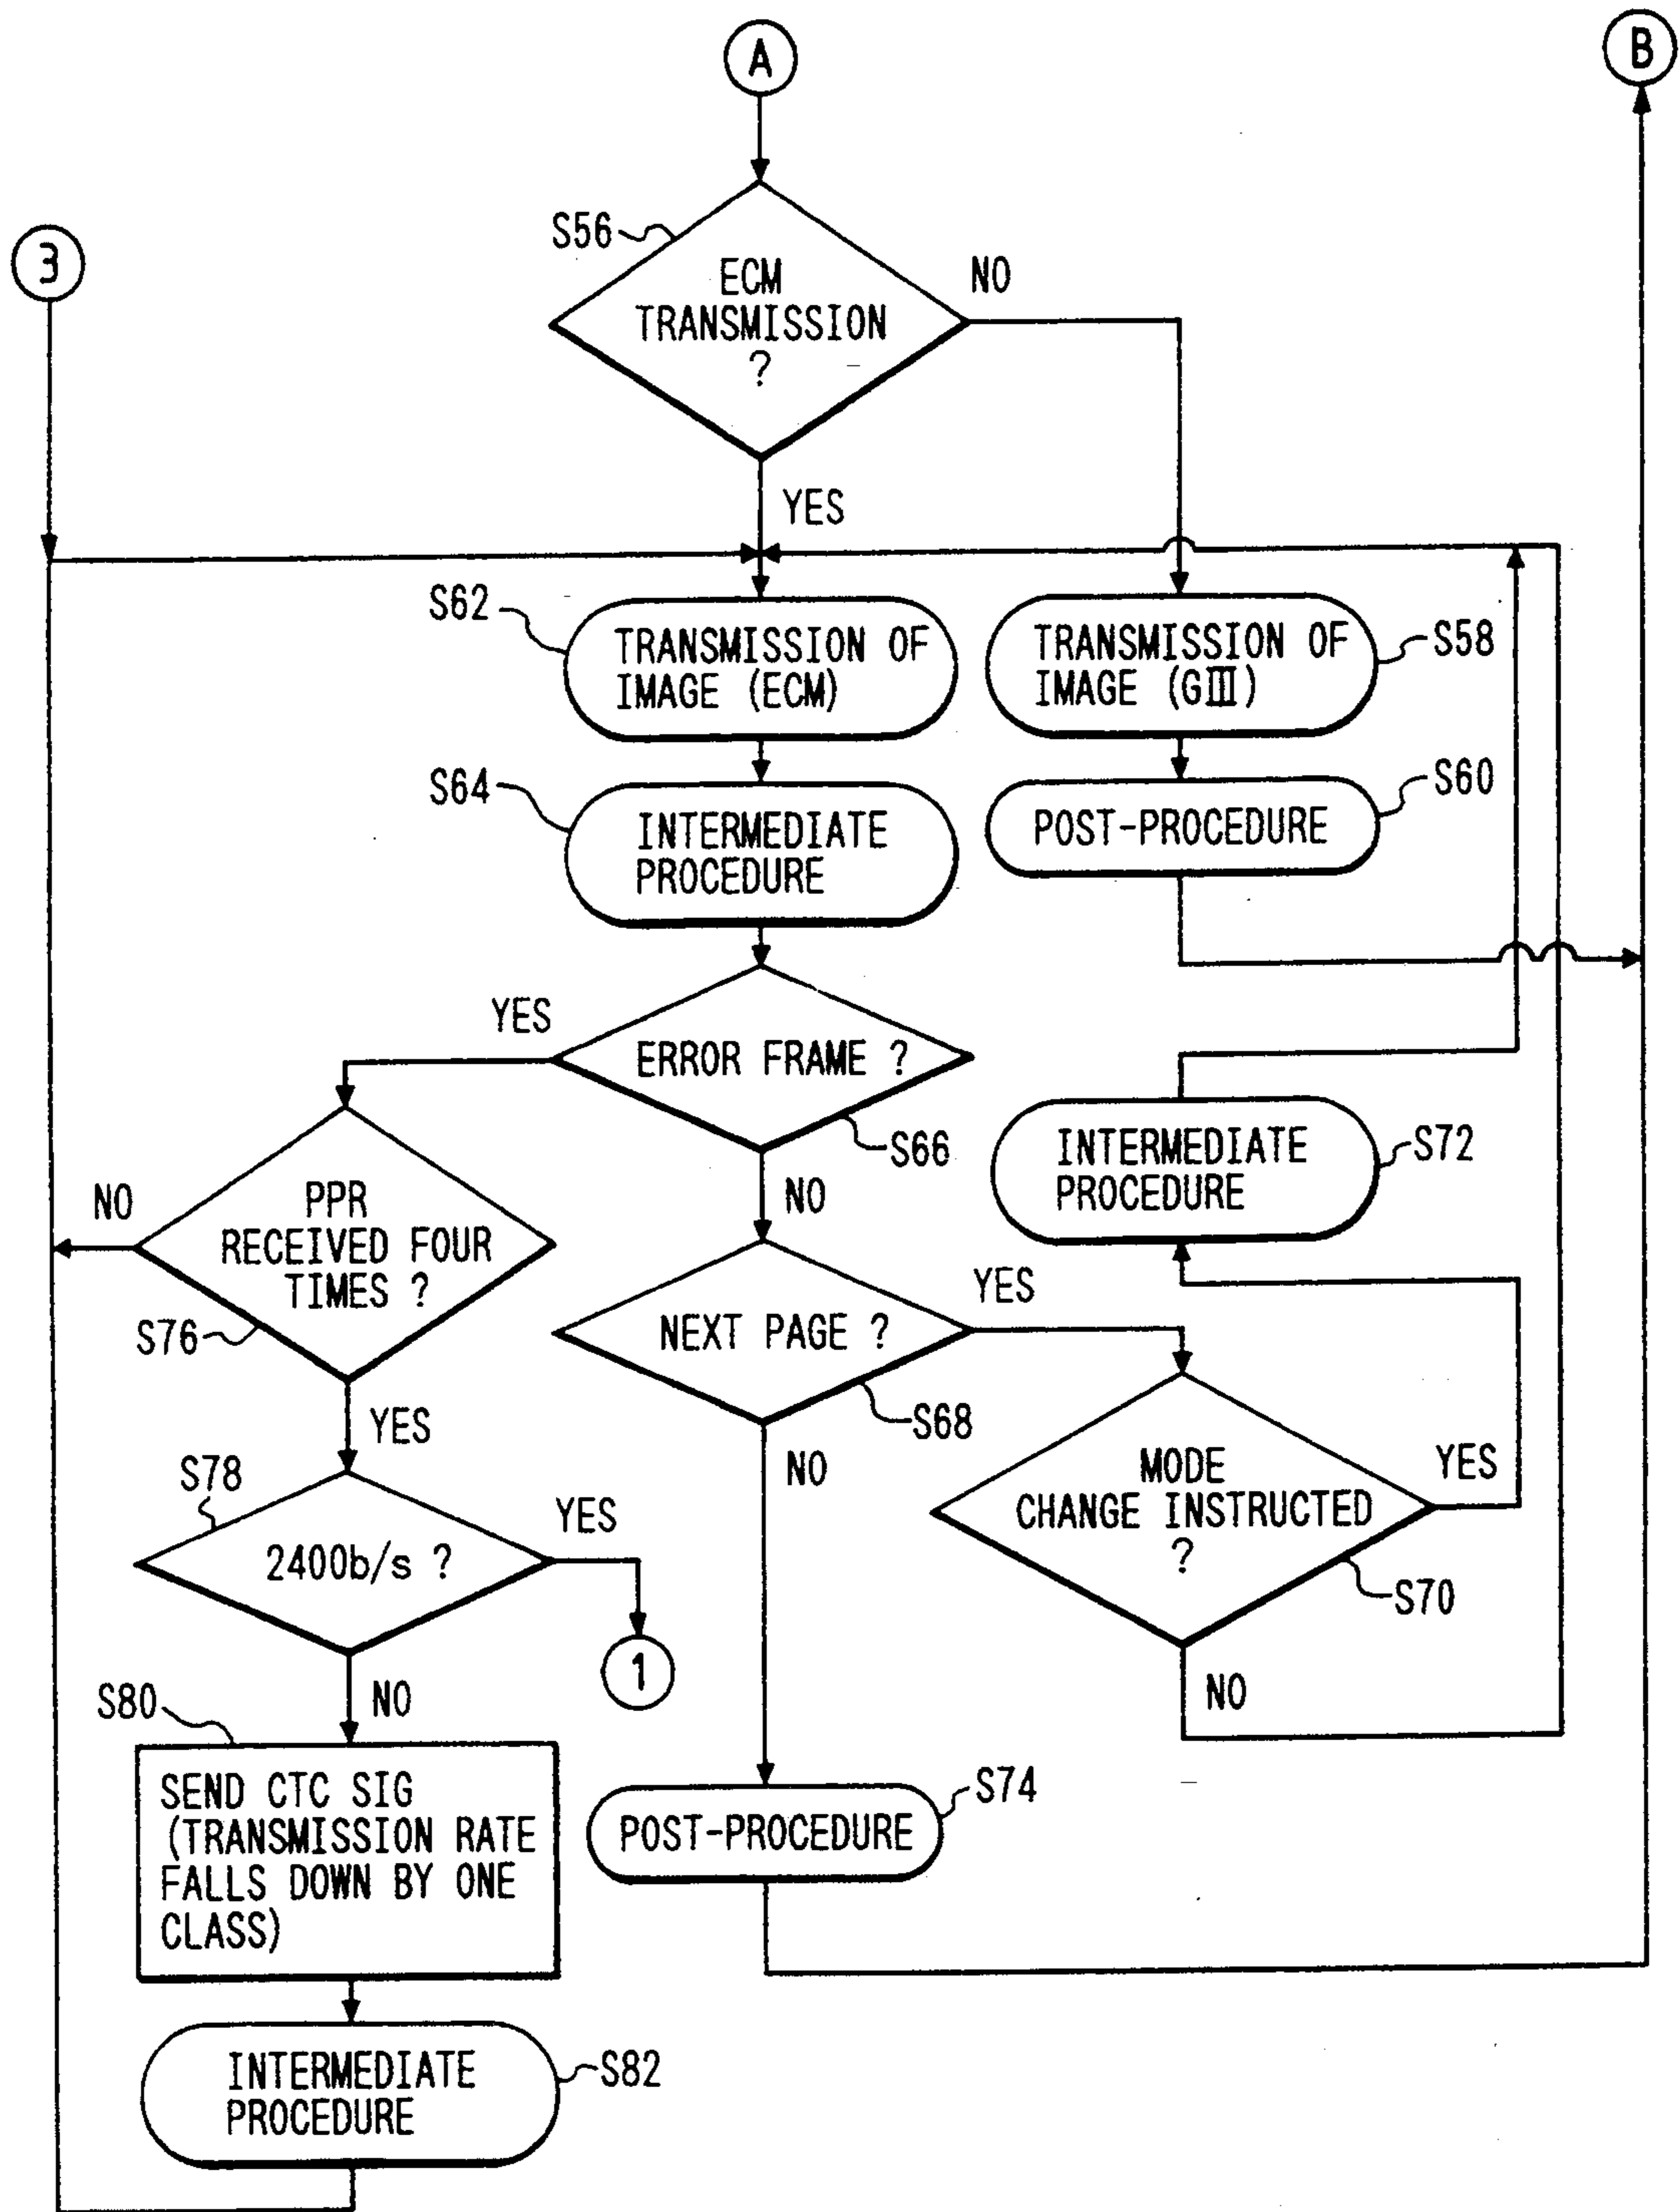 A
B
3
S56
ECM
TRANSMISSION
?
NO
YES
S62
TRANSMISSION OF
IMAGE (ECM)
TRANSMISSION OF
IMAGE (GⅢ)
S58
S64
INTERMEDIATE
PROCEDURE
POST-PROCEDURE
S60
YES
ERROR FRAME ?
S66
NO
INTERMEDIATE
PROCEDURE
S72
NO
PPR
RECEIVED FOUR
TIMES ?
S76
YES
NEXT PAGE ?
YES
S68
NO
MODE
CHANGE INSTRUCTED
?
YES
S70
NO
S78
2400b/s ?
YES
1
NO
S80
SEND CTC SIG
(TRANSMISSION RATE
FALLS DOWN BY ONE
CLASS)
POST-PROCEDURE
S74
INTERMEDIATE
PROCEDURE
S82